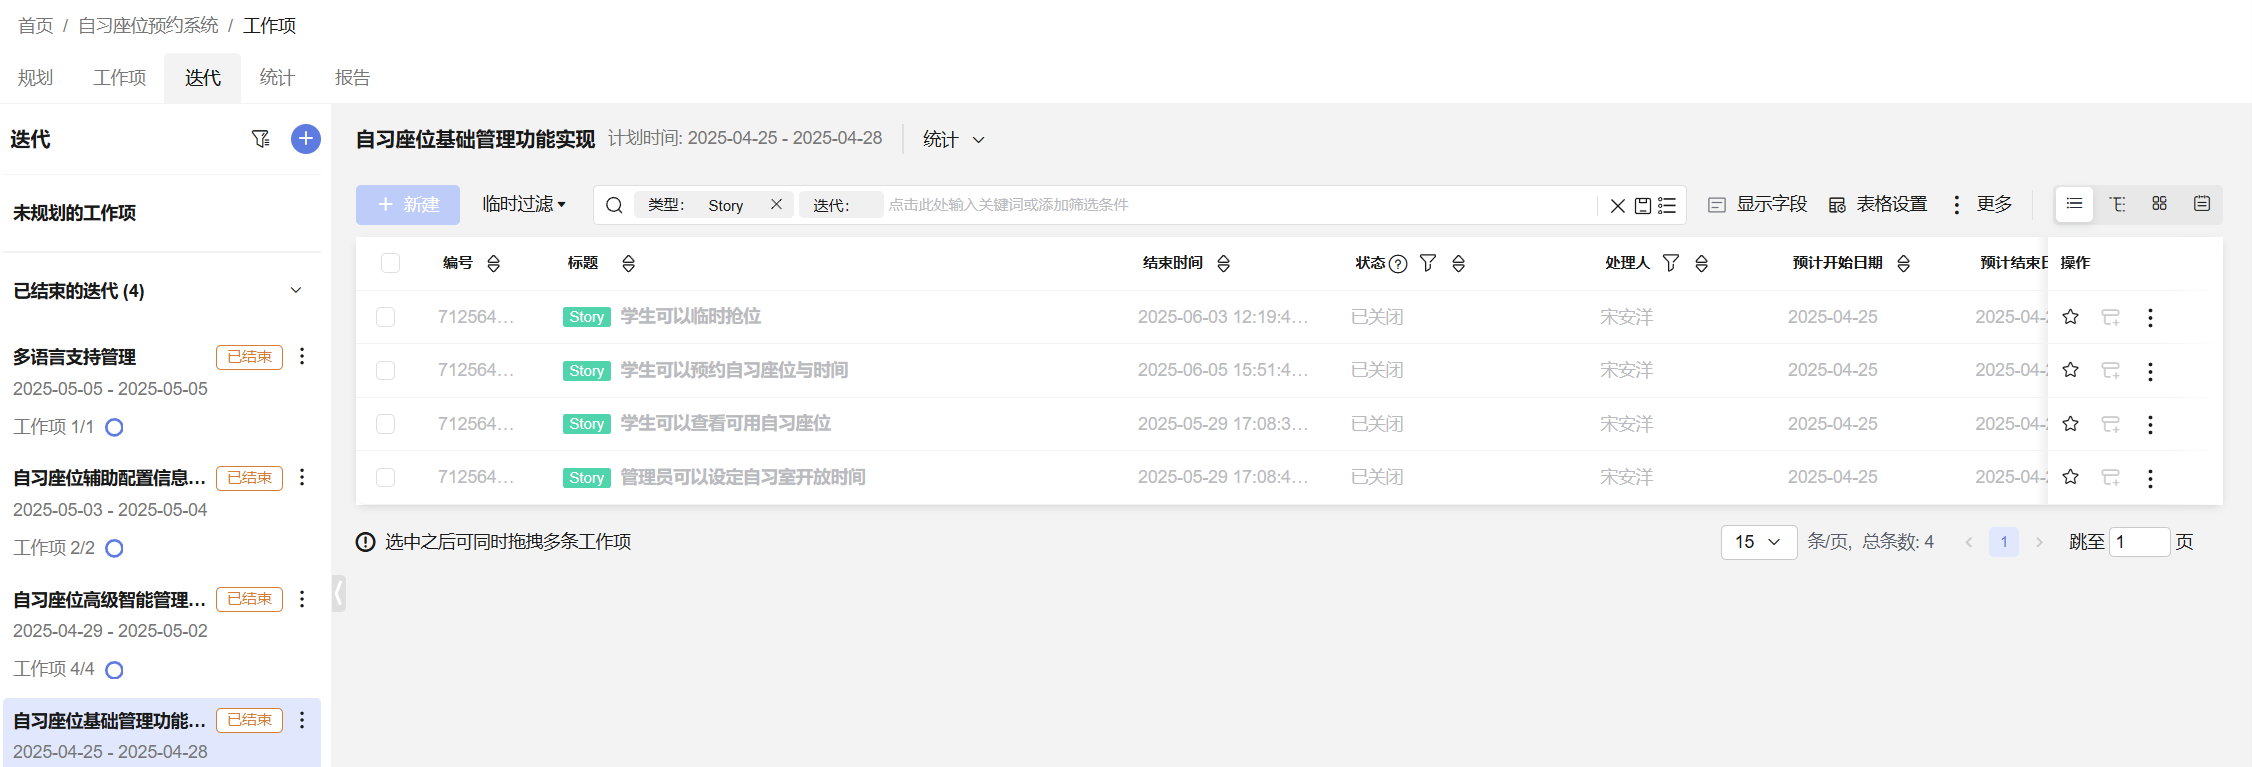 首页 / 自习座位预约系统 / 工作项
规划 工作项 迭代 统计 报告
迭代
未规划的工作项
已结束的迭代 (4)
多语言支持管理 已结束
2025-05-05 - 2025-05-05
工作项 1/1
自习座位辅助配置信息... 已结束
2025-05-03 - 2025-05-04
工作项 2/2
自习座位高级智能管理... 已结束
2025-04-29 - 2025-05-02
工作项 4/4
自习座位基础管理功能... 已结束
2025-04-25 - 2025-04-28
自习座位基础管理功能实现 计划时间: 2025-04-25 - 2025-04-28 统计
新建 临时过滤 类型： Story 迭代： 点击此处输入关键词或添加筛选条件 显示字段 表格设置 更多
编号 标题 结束时间 状态 处理人 预计开始日期 预计结束日 操作
712564... Story 学生可以临时抢位 2025-06-03 12:19:4... 已关闭 宋安洋 2025-04-25 2025-04-2
712564... Story 学生可以预约自习座位与时间 2025-06-05 15:51:4... 已关闭 宋安洋 2025-04-25 2025-04-2
712564... Story 学生可以查看可用自习座位 2025-05-29 17:08:3... 已关闭 宋安洋 2025-04-25 2025-04-2
712564... Story 管理员可以设定自习室开放时间 2025-05-29 17:08:4... 已关闭 宋安洋 2025-04-25 2025-04-2
选中之后可同时拖拽多条工作项 15 条/页, 总条数: 4 1 跳至 1 页